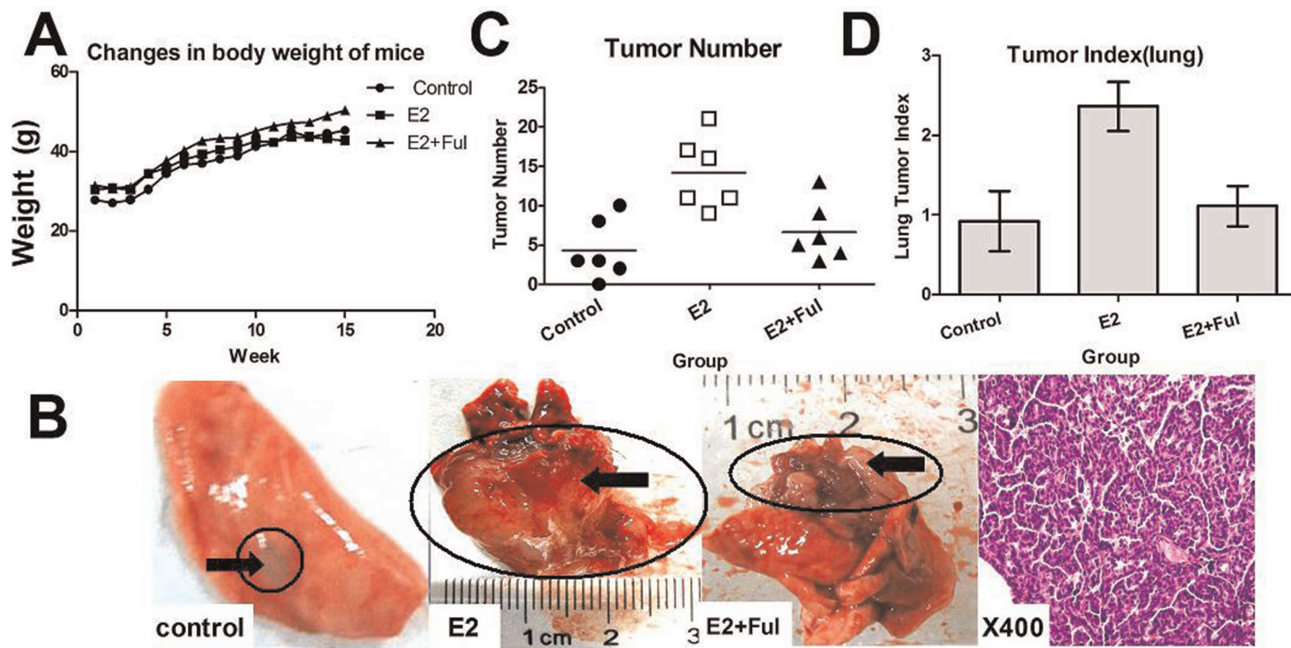 A
Changes in body weight of mice
60
40
20
0
Weight (g)
0 5 10 15 20
Week
Control
E2
E2+Ful
C
Tumor Number
25
20
15
10
5
0
Tumor Number
Control E2 E2+Ful
Group
D
Tumor Index(lung)
3
2
1
0
Lung Tumor Index
Control E2 E2+Ful
Group
B
control
E2
1 cm 2 3
E2+Ful
1 cm 2 3
X400